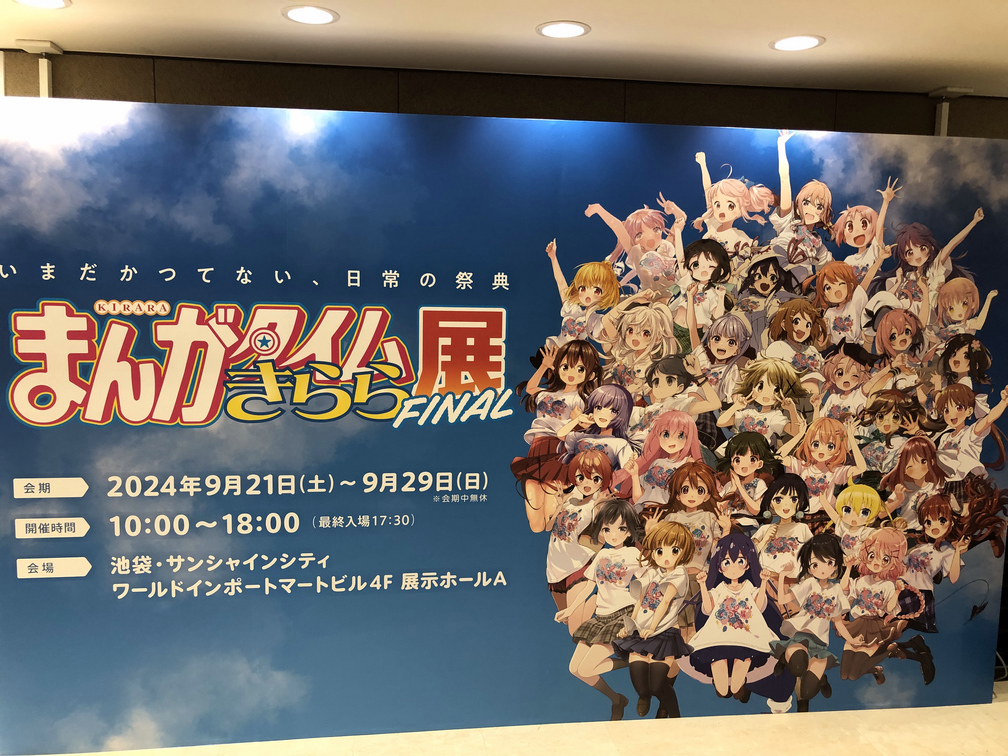 いまだかつてない、日常の祭典
KIRARA
まんがタイム
きらら展
FINAL
会期 2024年9月21日(土)～9月29日(日)
※会期中無休
開催時間 10:00～18:00 (最終入場17:30)
会場 池袋・サンシャインシティ
ワールドインポートマートビル4F 展示ホールA